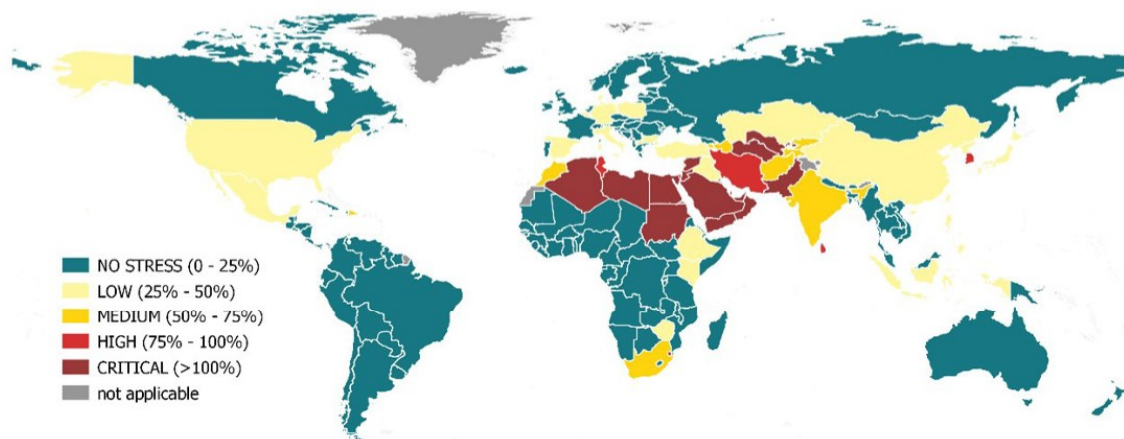 NO STRESS (0 - 25%)
LOW (25% - 50%)
MEDIUM (50% - 75%)
HIGH (75% - 100%)
CRITICAL (>100%)
not applicable